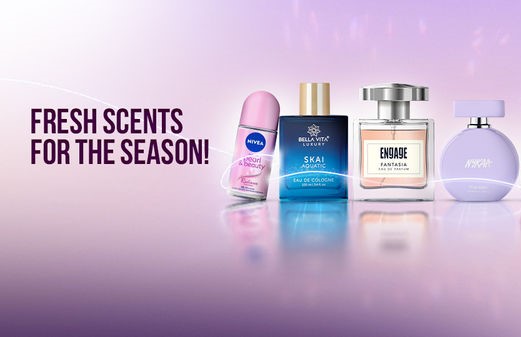 FRESH SCENTS
FOR THE SEASON!
NIVEA
pearl
& beauty
BELLA VITA
LUXURY
SKAI
AQUATIC
EAU DE COLOGNE
ENGAGE
FANTASIA
EAU DE PARFUM
NYKAA